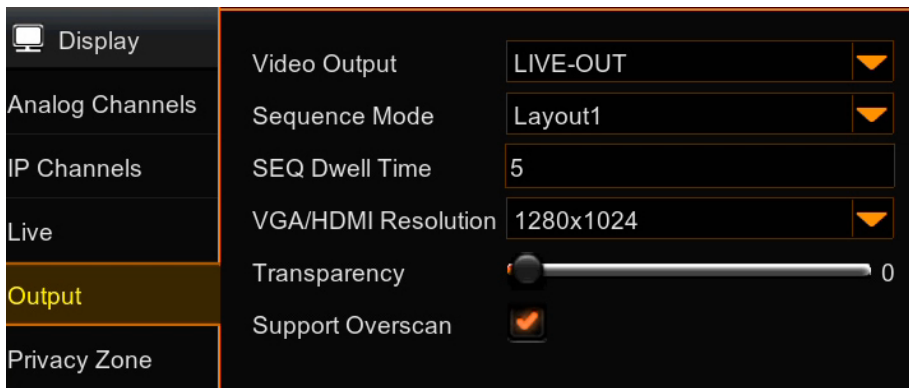 Display
Analog Channels
IP Channels
Live
Output
Privacy Zone
Video Output LIVE-OUT
Sequence Mode Layout1
SEQ Dwell Time 5
VGA/HDMI Resolution 1280x1024
Transparency 0
Support Overscan